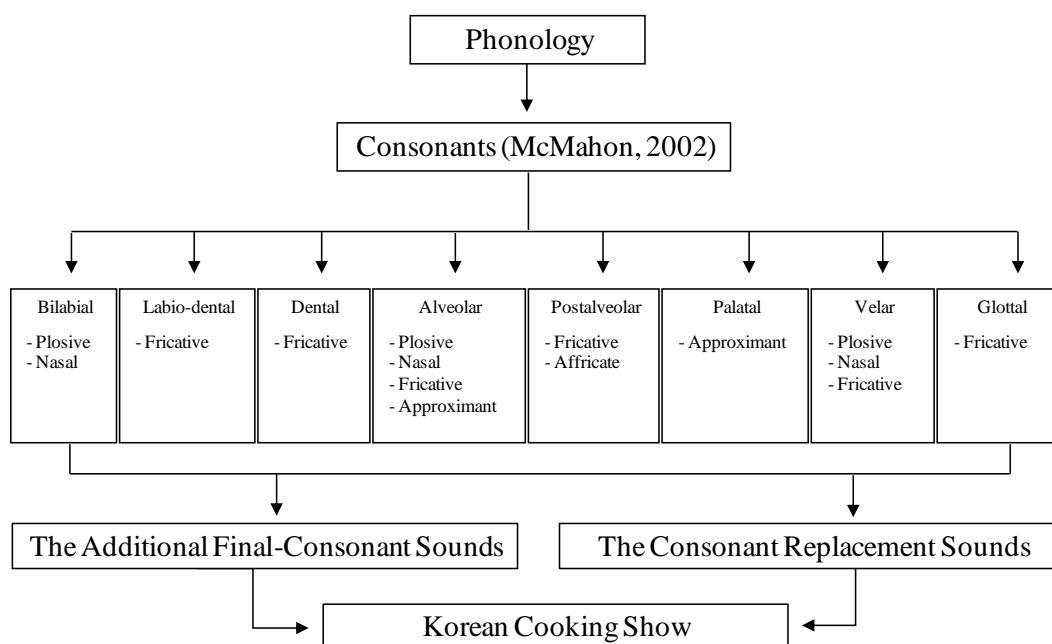 Phonology
Consonants (McMahon, 2002)
Bilabial
- Plosive
- Nasal
Labio-dental
- Fricative
Dental
- Fricative
Alveolar
- Plosive
- Nasal
- Fricative
- Approximant
Postalveolar
- Fricative
- Affricate
Palatal
- Approximant
Velar
- Plosive
- Nasal
- Fricative
Glottal
- Fricative
The Additional Final-Consonant Sounds
The Consonant Replacement Sounds
Korean Cooking Show